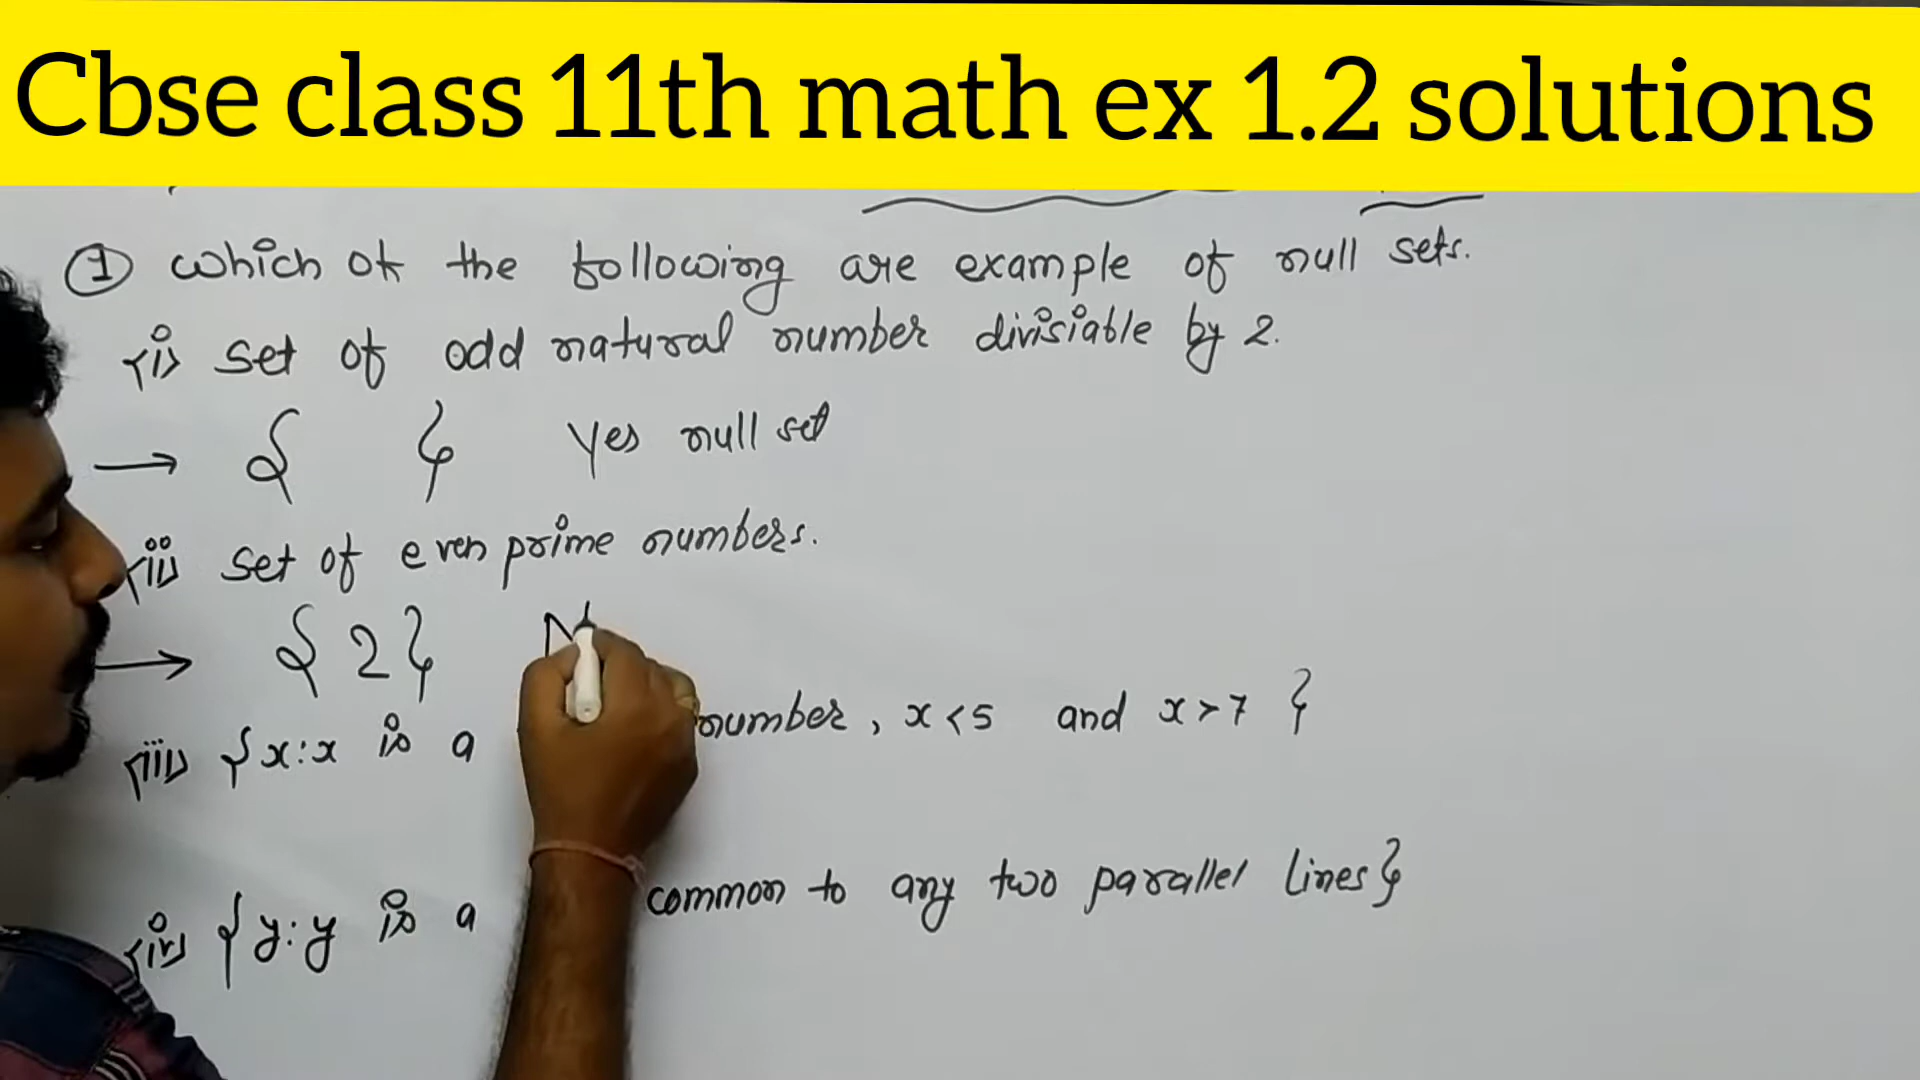 Cbse class 11th math ex 1.2 solutions
① which of the following are example of null sets.
(i) set of odd natural number divisiable by 2.
→ { } Yes null set
(ii) set of even prime numbers.
→ {2} N
(iii) {x:x is a number, x<5 and x>7 }
(iv) {y:y is a common to any two parallel lines}